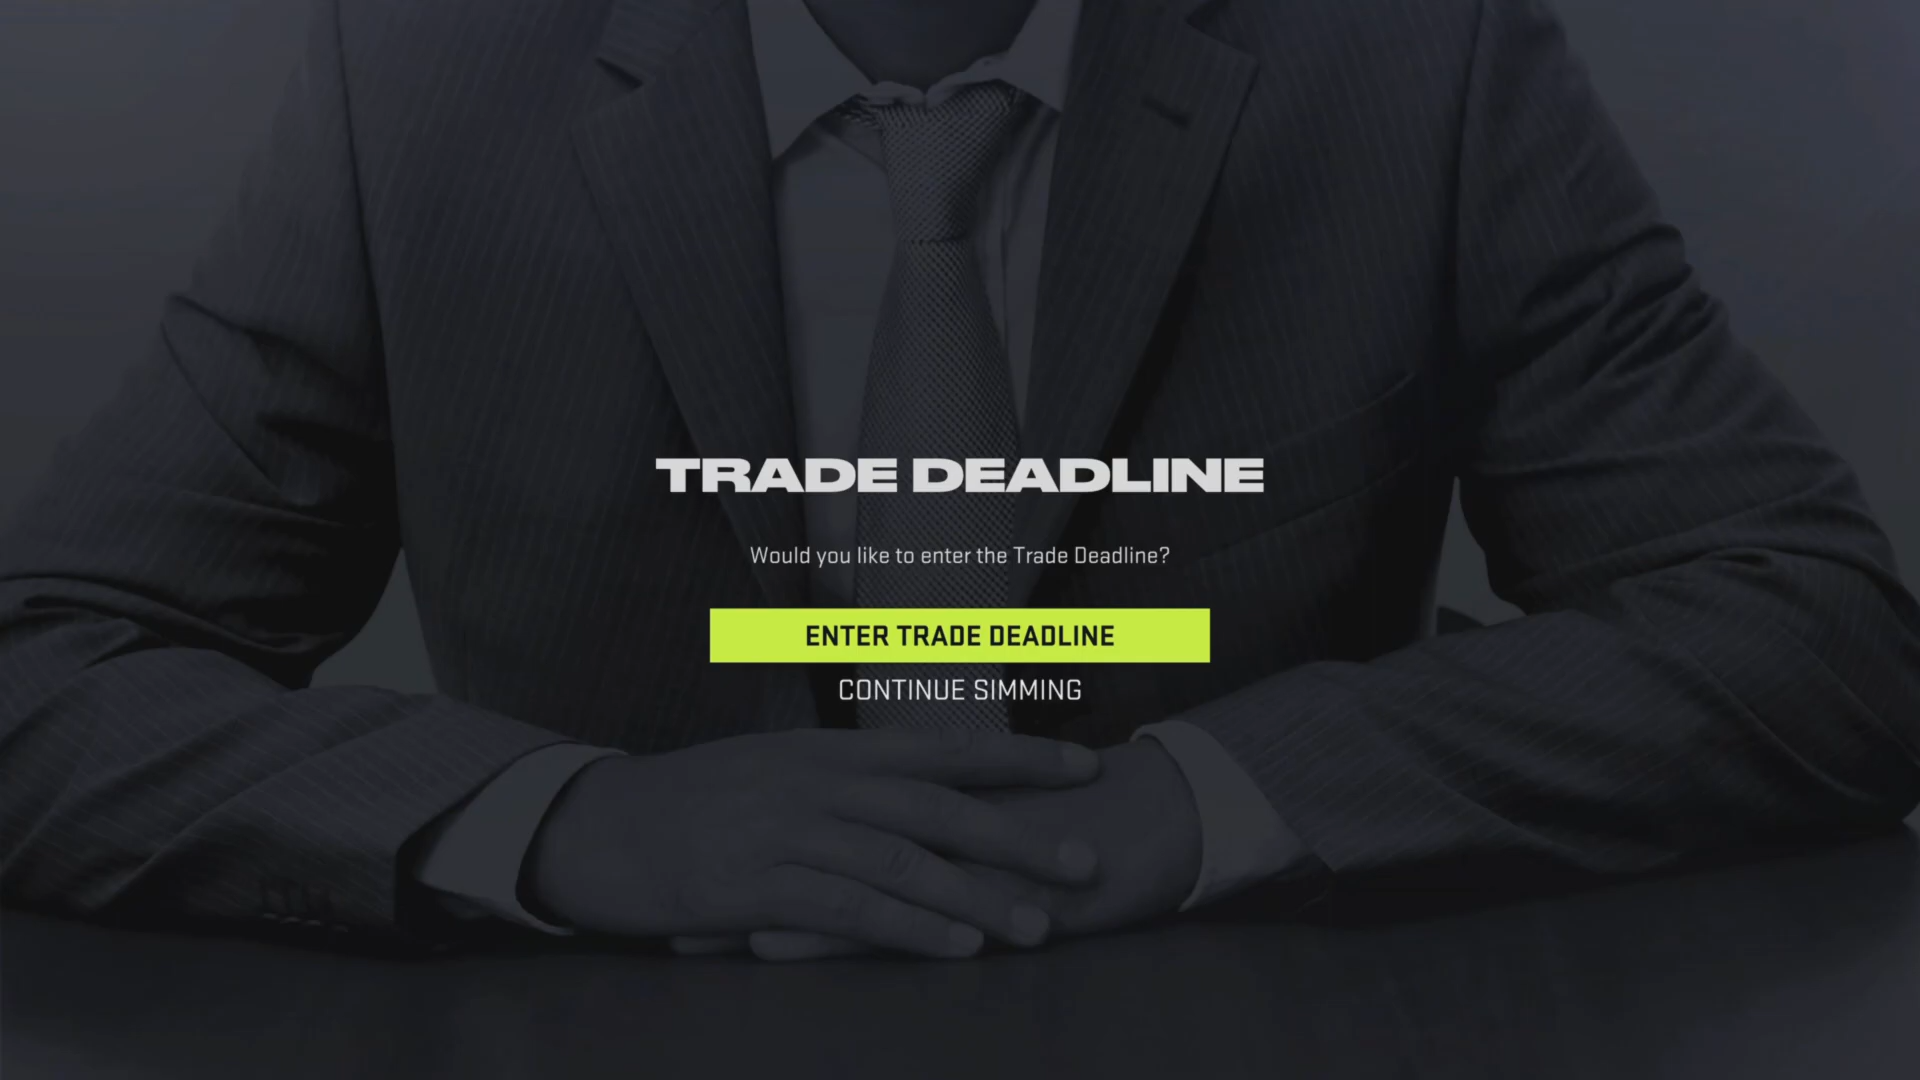 TRADE DEADLINE
Would you like to enter the Trade Deadline?
ENTER TRADE DEADLINE
CONTINUE SIMMING